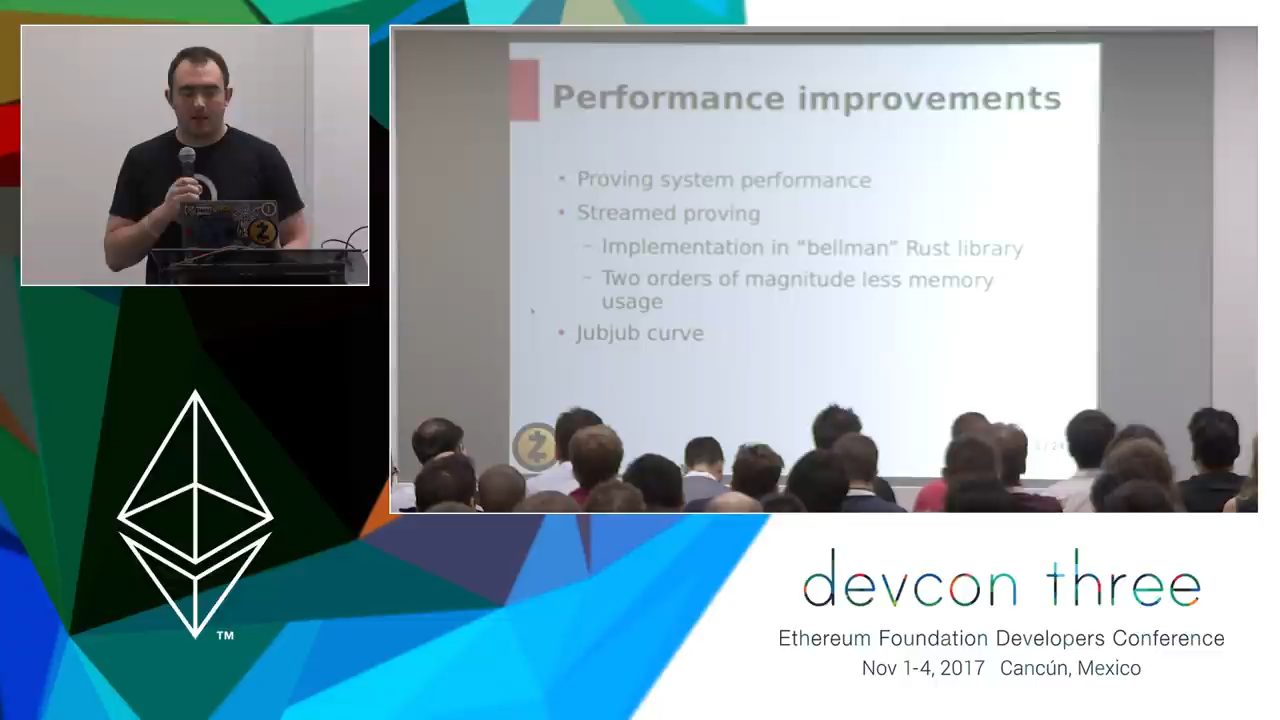 Performance improvements
• Proving system performance
• Streamed proving
– Implementation in “bellman” Rust library
– Two orders of magnitude less memory
usage
• Jubjub curve
TM
devcon three
Ethereum Foundation Developers Conference
Nov 1-4, 2017 Cancún, Mexico